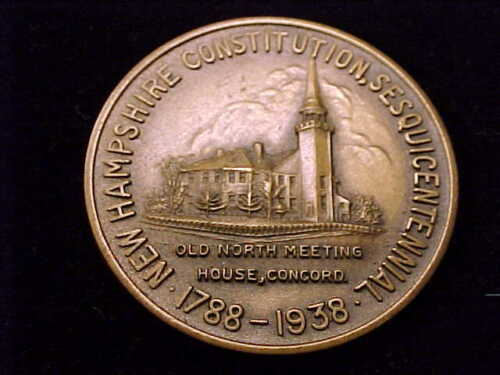 NEW HAMPSHIRE CONSTITUTION, SESQUICENTENNIAL
OLD NORTH MEETING
HOUSE, CONCORD.
· 1788 - 1938 ·